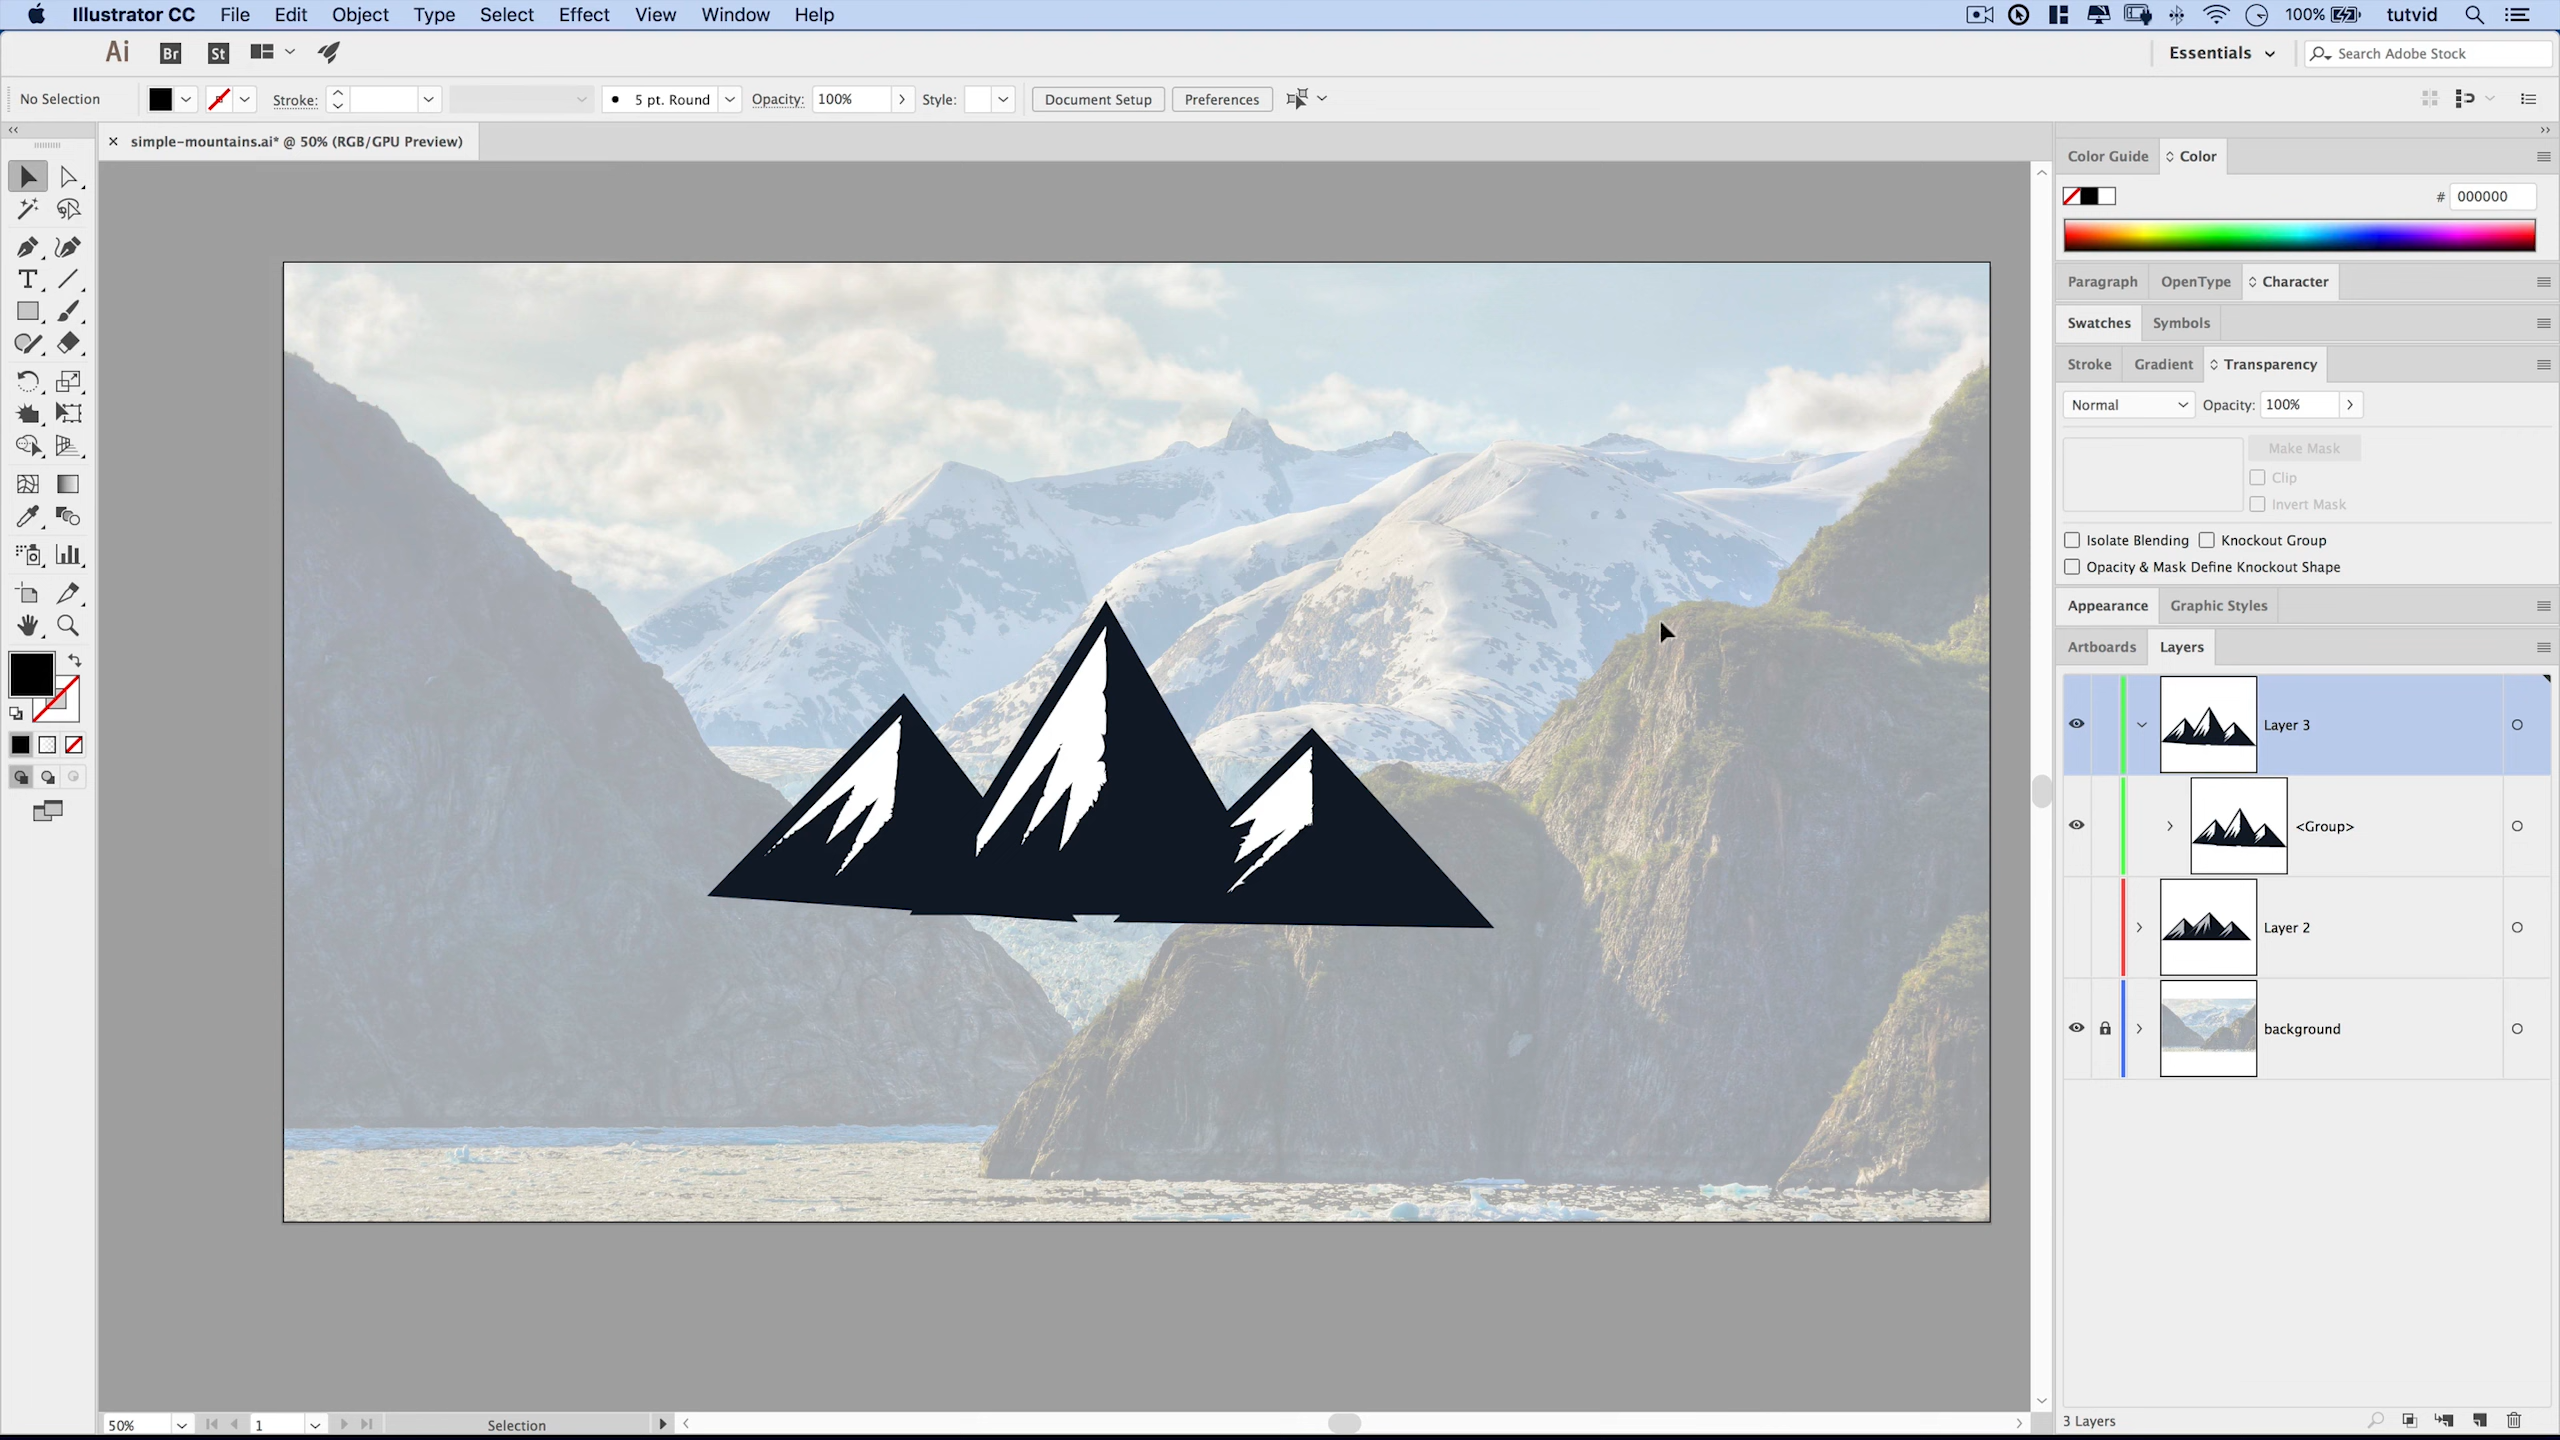 Illustrator CC File Edit Object Type Select Effect View Window Help 100% tutvid
Ai Br St Essentials Search Adobe Stock
No Selection Stroke: 5 pt. Round Opacity: 100% Style: Document Setup Preferences
simple-mountains.ai* @ 50% (RGB/GPU Preview)
Color Guide Color
# 000000
Paragraph OpenType Character
Swatches Symbols
Stroke Gradient Transparency
Normal Opacity: 100%
Make Mask
Clip
Invert Mask
Isolate Blending Knockout Group
Opacity & Mask Define Knockout Shape
Appearance Graphic Styles
Artboards Layers
Layer 3
<Group>
Layer 2
background
50% 1 Selection
3 Layers